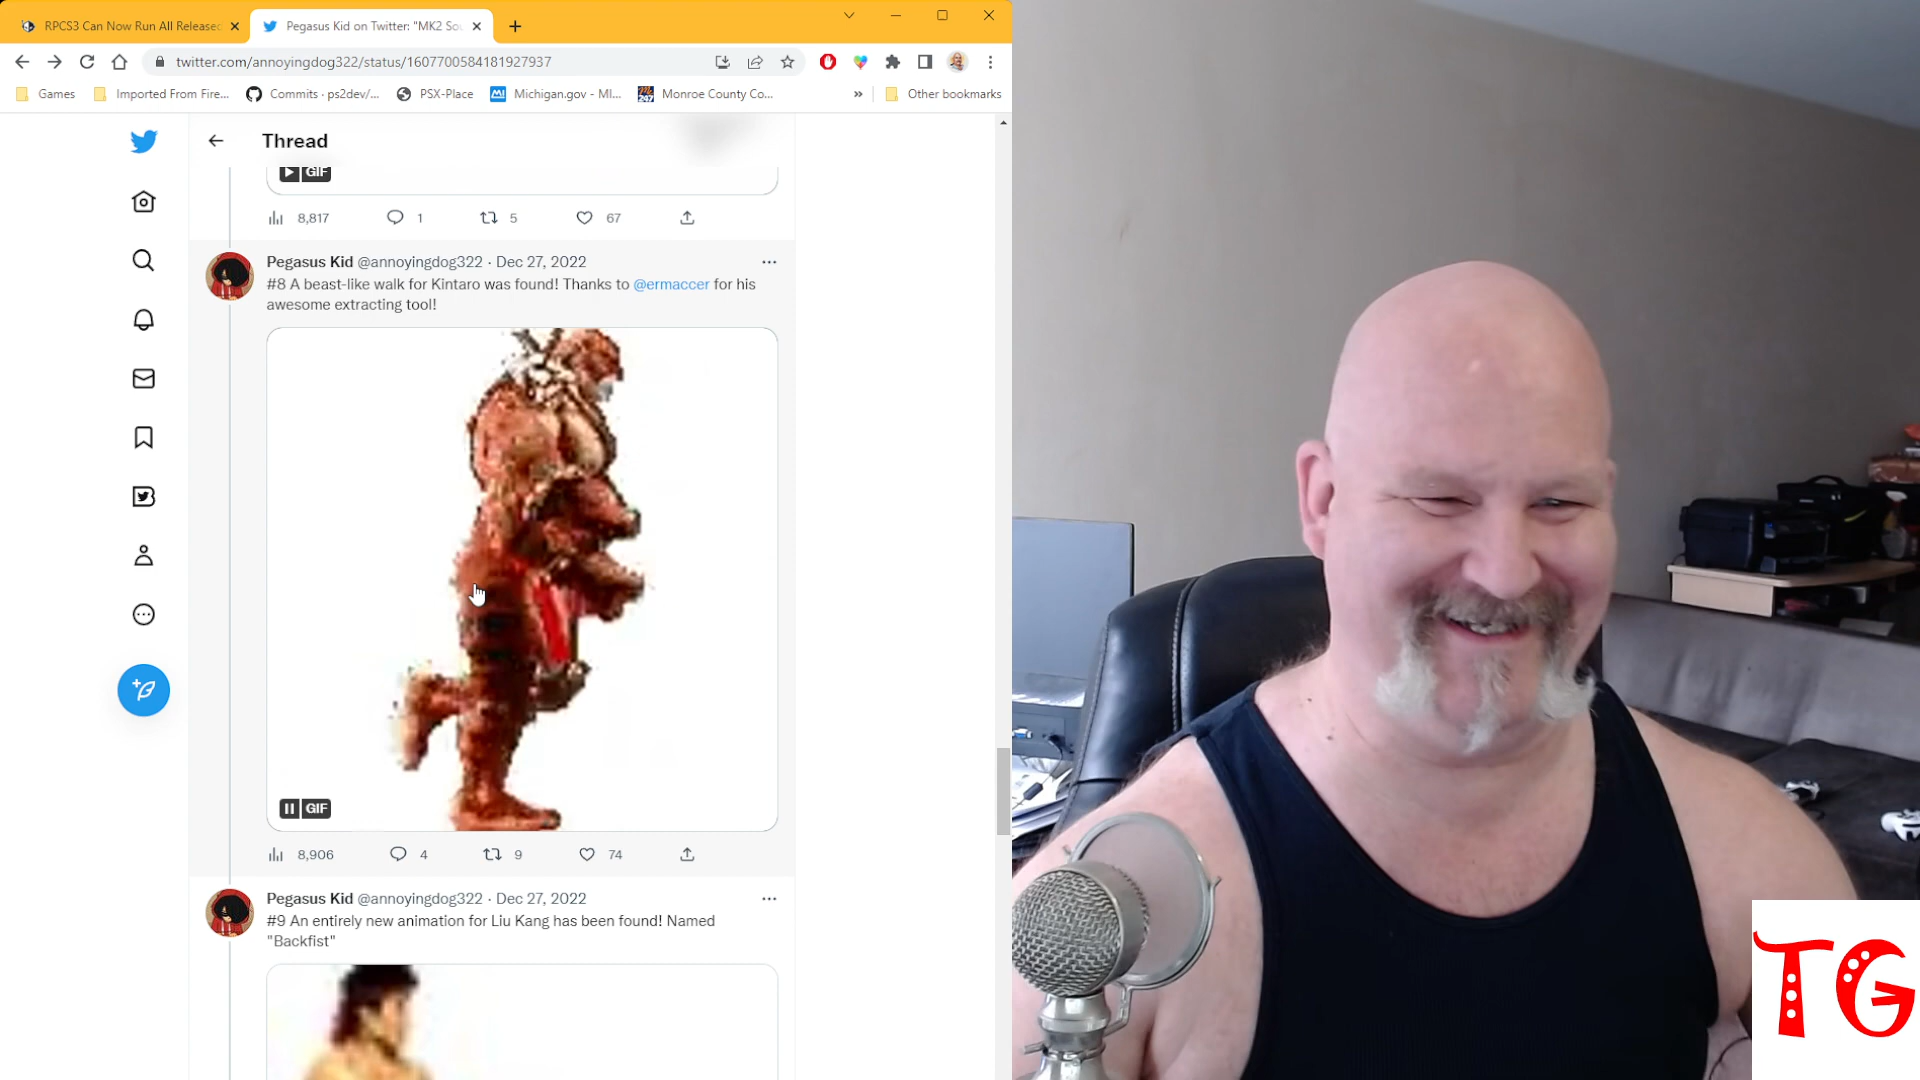 RPCS3 Can Now Run All Released
Pegasus Kid on Twitter: "MK2 Sou
twitter.com/annoyingdog322/status/1607700584181927937
Games
Imported From Fire...
Commits · ps2dev/...
PSX-Place
Michigan.gov - MI...
Monroe County Co...
»
Other bookmarks
Thread
GIF
8,817 1 5 67
Pegasus Kid @annoyingdog322 · Dec 27, 2022
#8 A beast-like walk for Kintaro was found! Thanks to @ermaccer for his
awesome extracting tool!
GIF
8,906 4 9 74
Pegasus Kid @annoyingdog322 · Dec 27, 2022
#9 An entirely new animation for Liu Kang has been found! Named
"Backfist"
TG